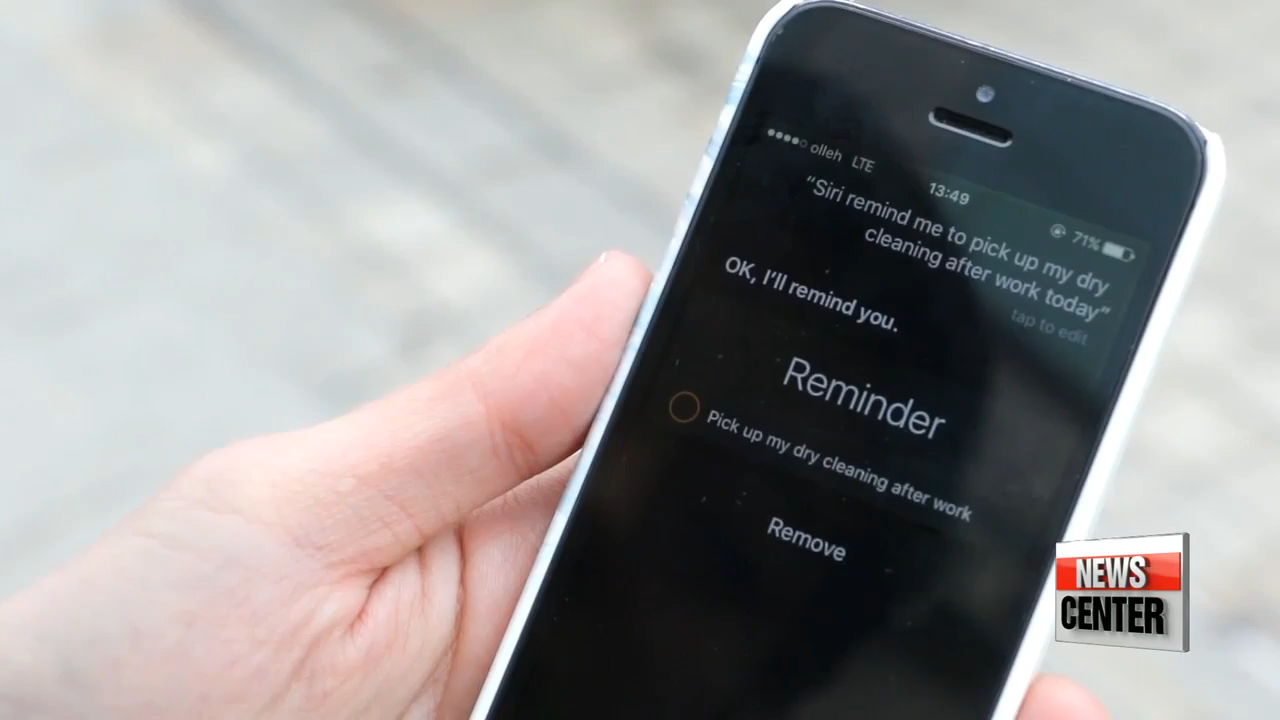 olleh LTE 13:49 71%
“Siri remind me to pick up my dry
cleaning after work today”
tap to edit
OK, I’ll remind you.
Reminder
Pick up my dry cleaning after work
Remove
NEWS
CENTER